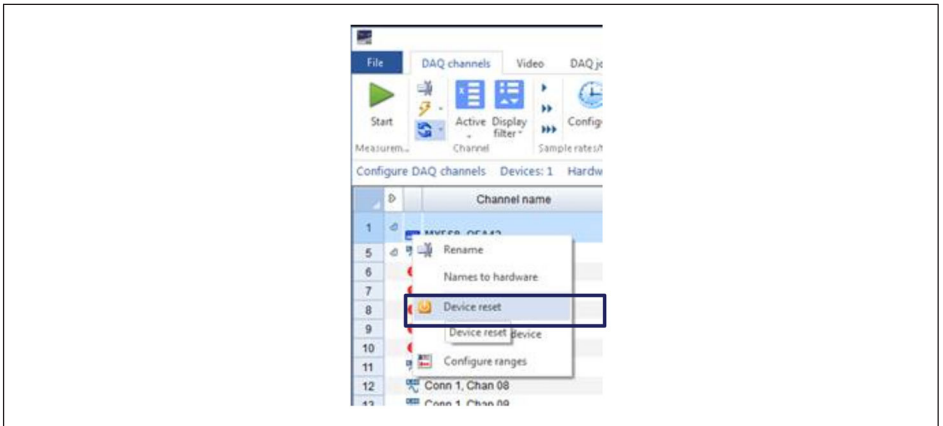 File DAQ channels Video DAQ jo
Start Active Display Config
filter
Measurem... Channel Sample rates/
Configure DAQ channels Devices: 1 Hardw
Channel name
1
5
6 Rename
7 Names to hardware
8 Device reset
9 Device reset device
10
11 Configure ranges
12 Conn 1, Chan 08
13 Conn 1, Chan 09